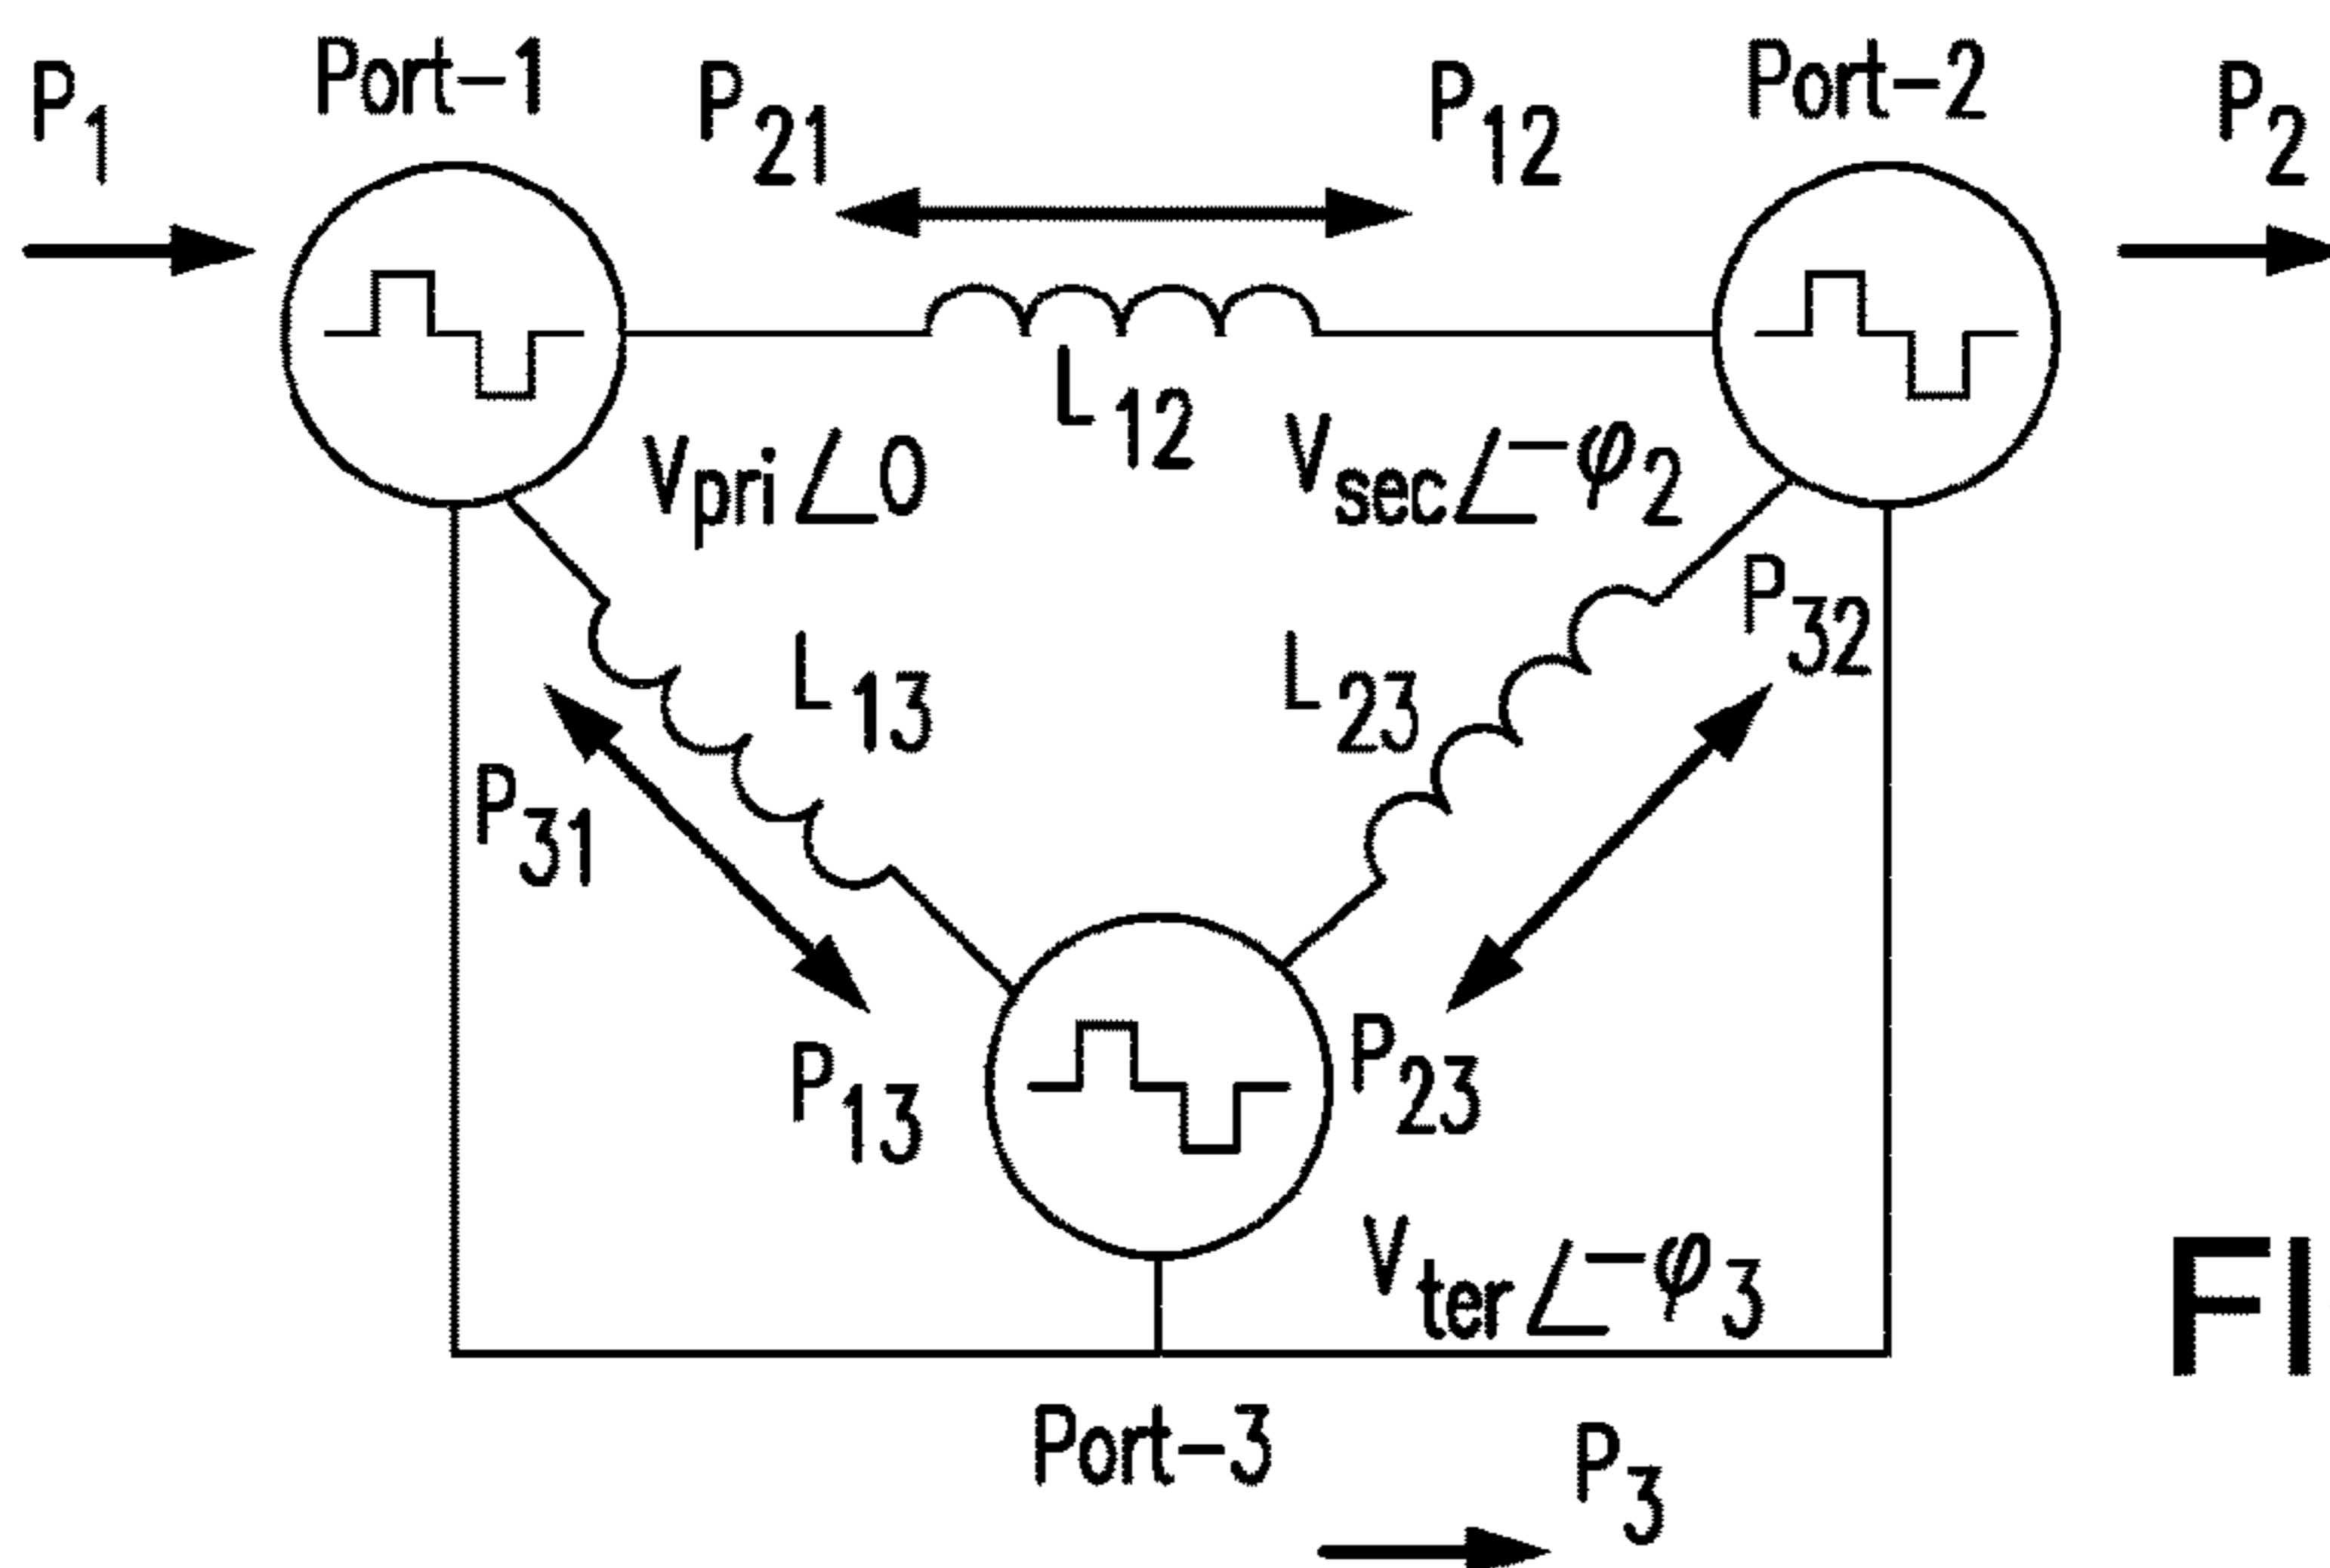 P1
Port-1
P21
P12
Port-2
P2
L12
Vpri∠0
Vsec∠-φ2
P32
L13
L23
P31
P13
P23
Vter∠-φ3
FI
Port-3
P3